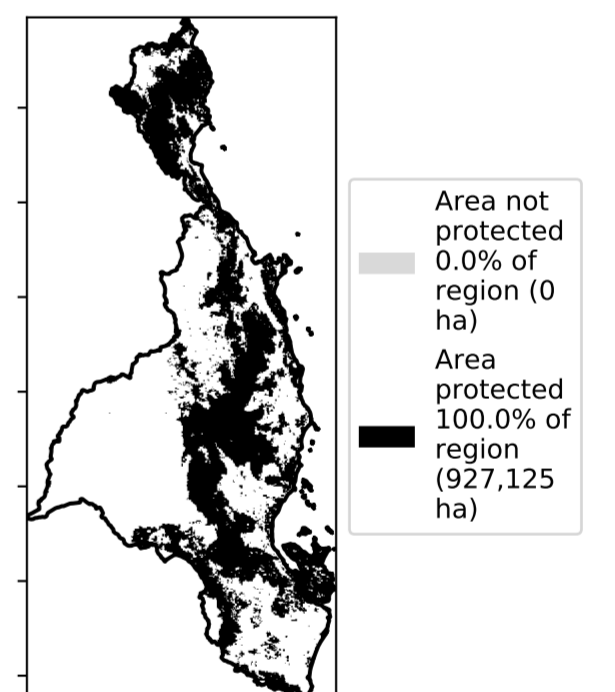 Area not
protected
0.0% of
region (0
ha)
Area
protected
100.0% of
region
(927,125
ha)